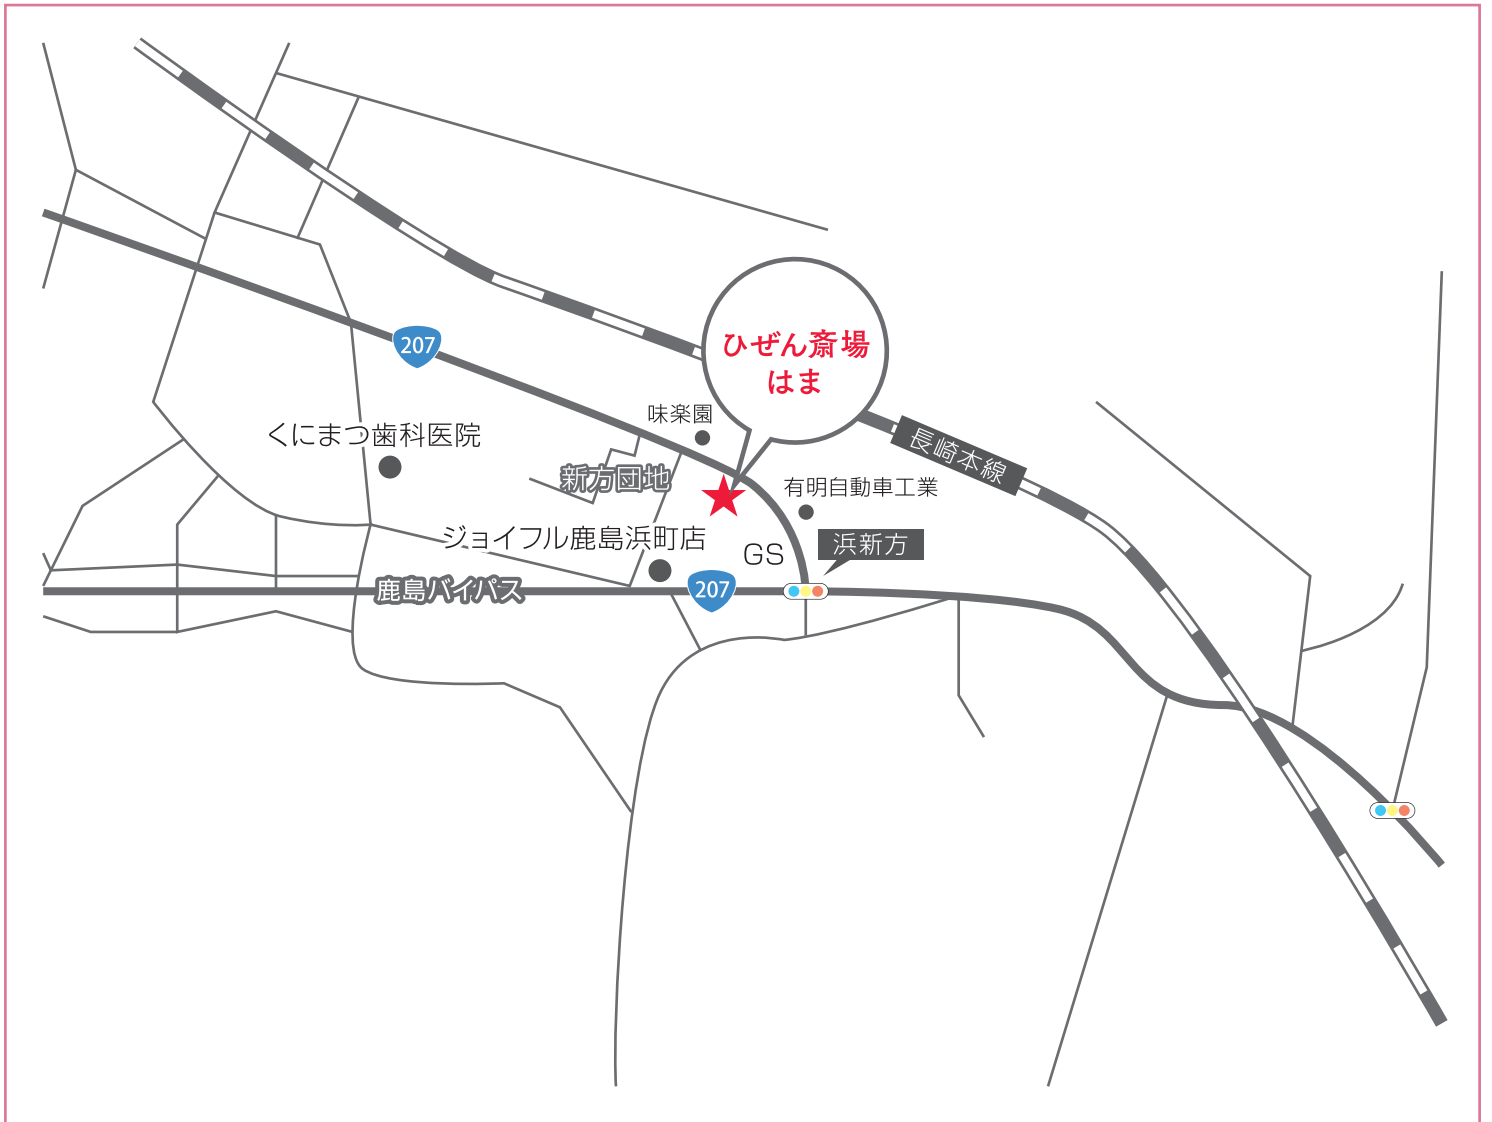 207
ひぜん斎場
はま
味楽園
くにまつ歯科医院
長崎本線
新方団地
有明自動車工業
ジョイフル鹿島浜町店
GS
浜新方
鹿島バイパス
207